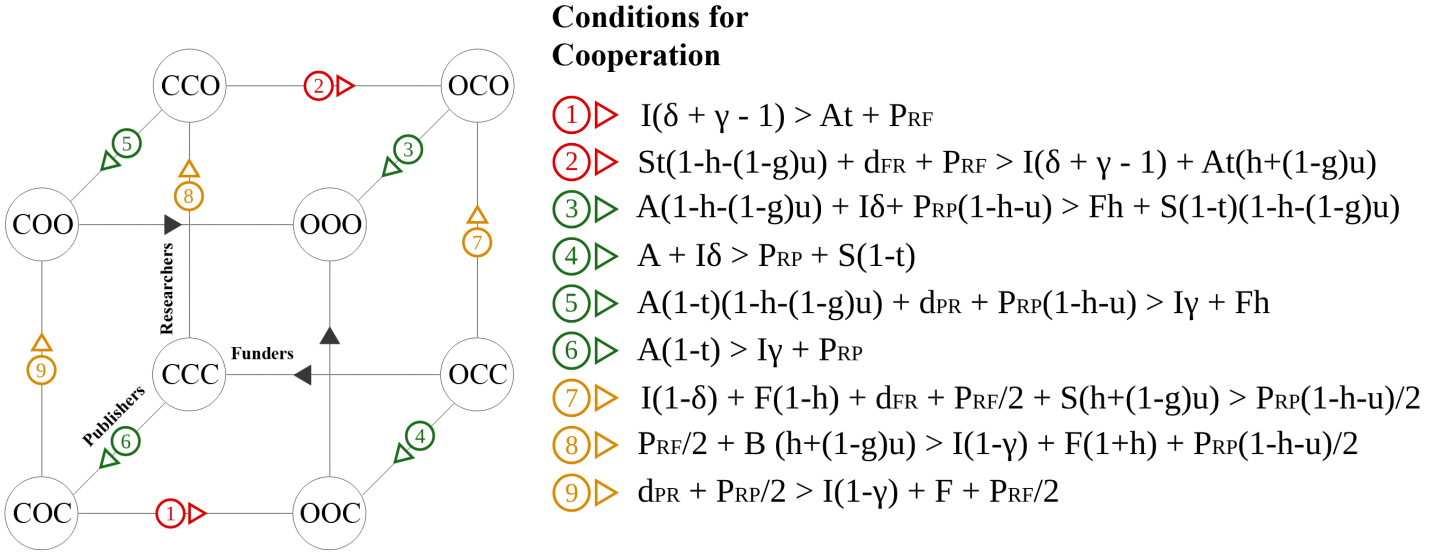 Conditions for
Cooperation
CCO
2
OCO
5
3
8
COO
OOO
7
Researchers
9
Funders
CCC
OCC
Publishers
6
4
COC
1
OOC
1 I(δ + γ - 1) > At + PRF
2 St(1-h-(1-g)u) + dFR + PRF > I(δ + γ - 1) + At(h+(1-g)u)
3 A(1-h-(1-g)u) + Iδ+ PRP(1-h-u) > Fh + S(1-t)(1-h-(1-g)u)
4 A + Iδ > PRP + S(1-t)
5 A(1-t)(1-h-(1-g)u) + dPR + PRP(1-h-u) > Iγ + Fh
6 A(1-t) > Iγ + PRP
7 I(1-δ) + F(1-h) + dFR + PRF/2 + S(h+(1-g)u) > PRP(1-h-u)/2
8 PRF/2 + B (h+(1-g)u) > I(1-γ) + F(1+h) + PRP(1-h-u)/2
9 dPR + PRP/2 > I(1-γ) + F + PRF/2